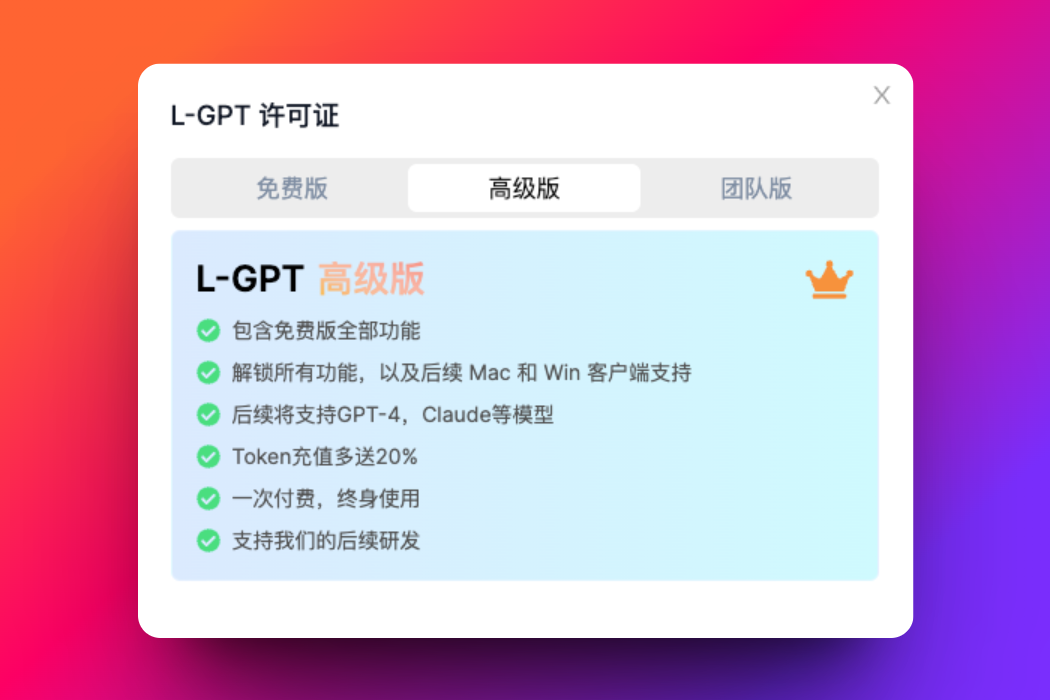 L-GPT 许可证
X
免费版
高级版
团队版
L-GPT 高级版
包含免费版全部功能
解锁所有功能，以及后续 Mac 和 Win 客户端支持
后续将支持GPT-4，Claude等模型
Token充值多送20%
一次付费，终身使用
支持我们的后续研发